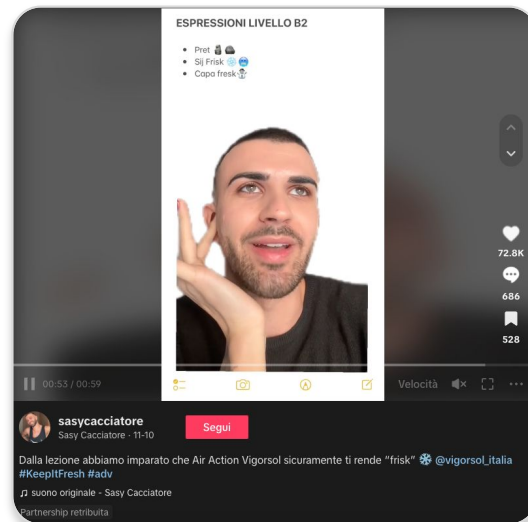 ESPRESSIONI LIVELLO B2
Pret 🗿🪨
Sij Frisk ❄️🥶
Capa fresk ⛄
72.8K
686
528
00:53 / 00:59
Velocità
sasycacciatore
Sasy Cacciatore · 11-10
Segui
Dalla lezione abbiamo imparato che Air Action Vigorsol sicuramente ti rende “frisk” ❄️ @vigorsol_italia
#KeepItFresh #adv
♫ suono originale - Sasy Cacciatore
Partnership retribuita